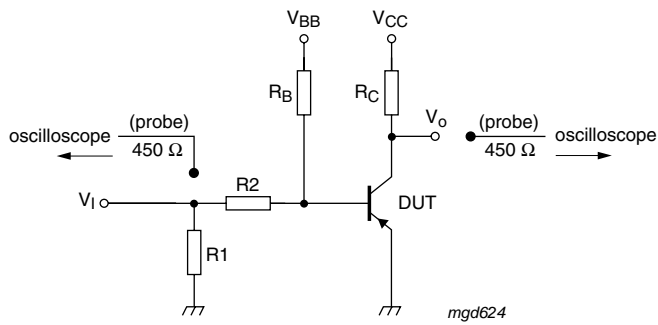 VBB
VCC
RB
RC
Vo
(probe)
450 Ω
oscilloscope
(probe)
450 Ω
oscilloscope
R2
VI
DUT
R1
mgd624